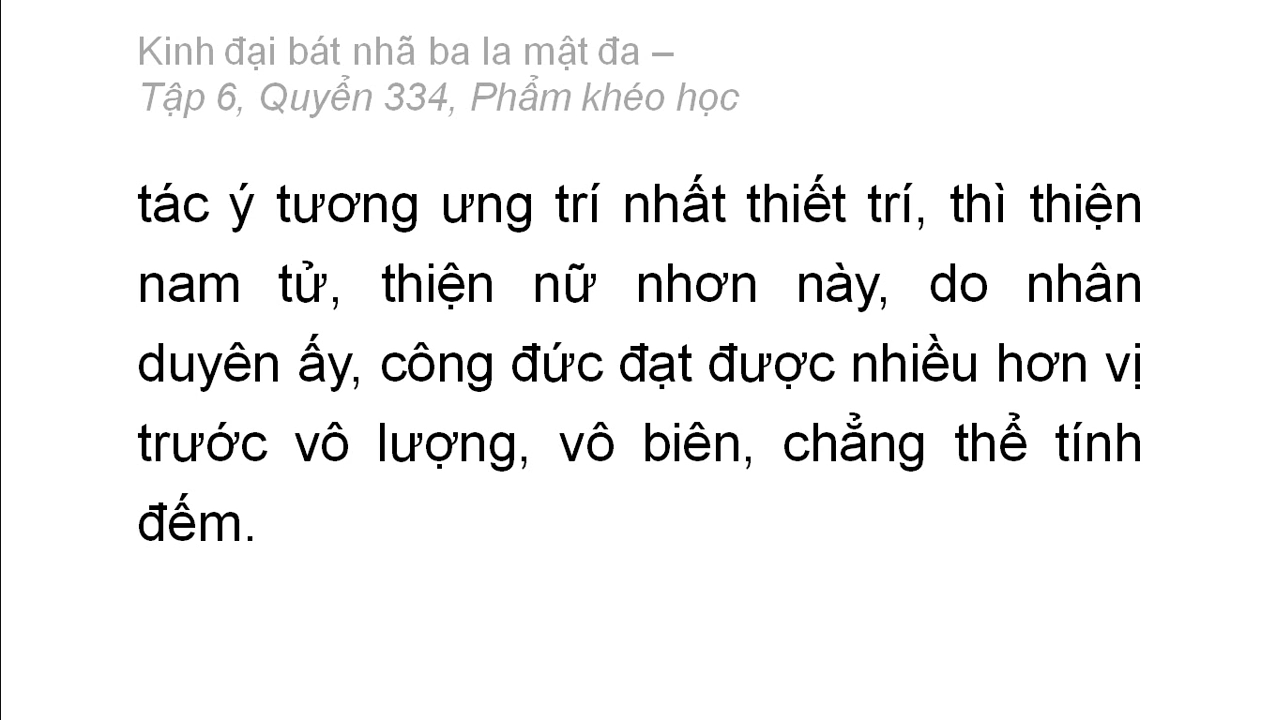 Kinh đại bát nhã ba la mật đa –
Tập 6, Quyển 334, Phẩm khéo học
tác ý tương ưng trí nhất thiết trí, thì thiện
nam tử, thiện nữ nhơn này, do nhân
duyên ấy, công đức đạt được nhiều hơn vị
trước vô lượng, vô biên, chẳng thể tính
đếm.